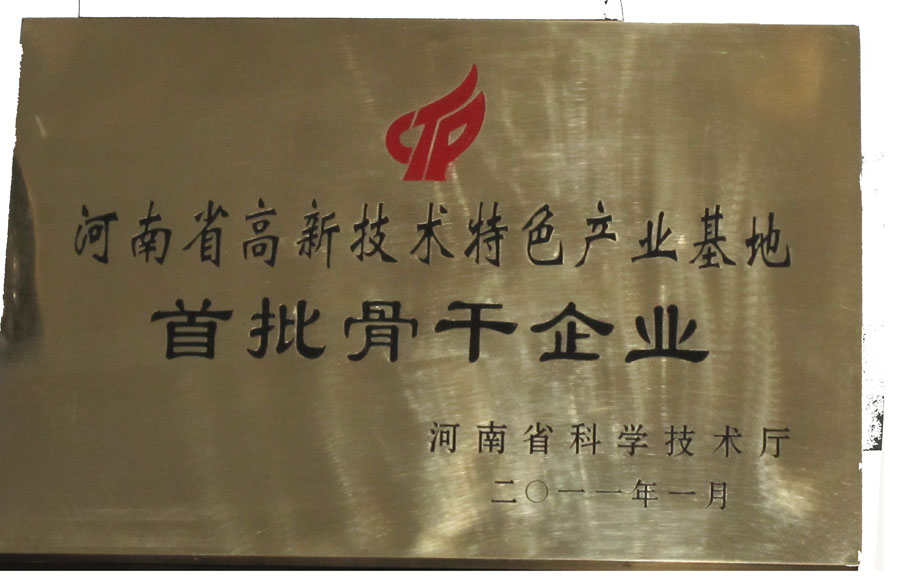 CTP
河南省高新技术特色产业基地
首批骨干企业
河南省科学技术厅
二〇一一年一月